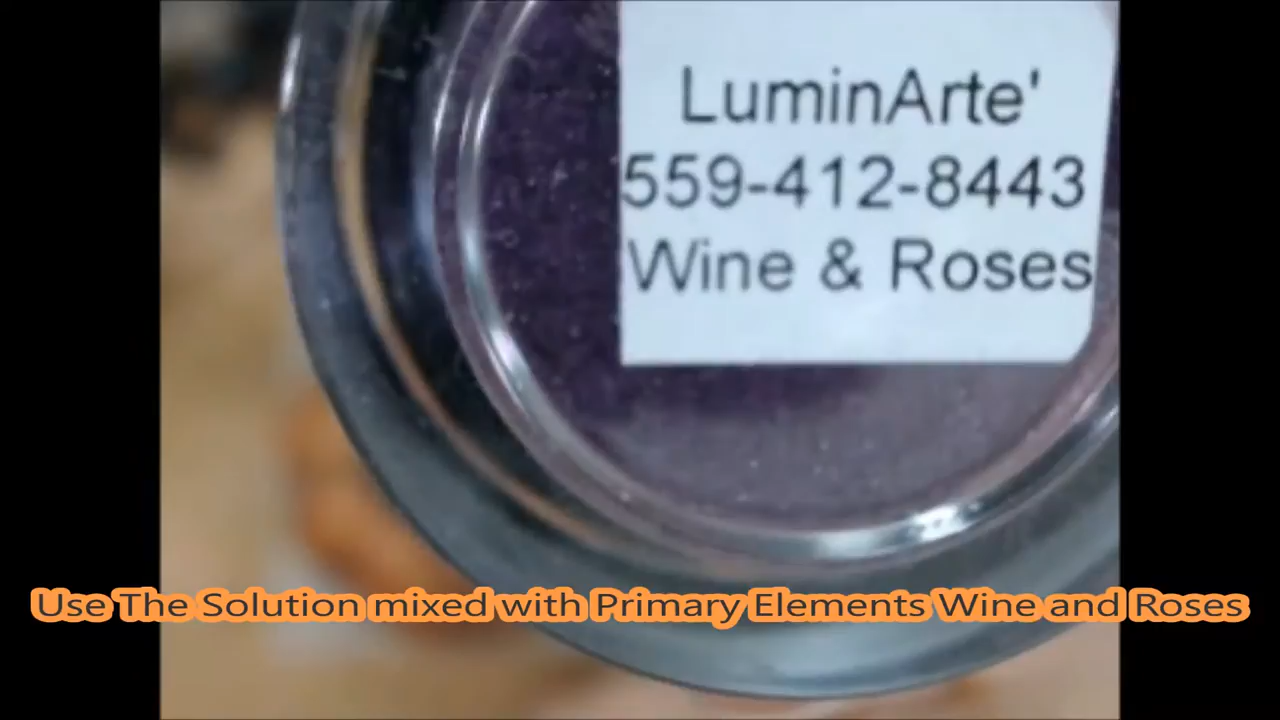 LuminArte'
559-412-8443
Wine & Roses
Use The Solution mixed with Primary Elements Wine and Roses